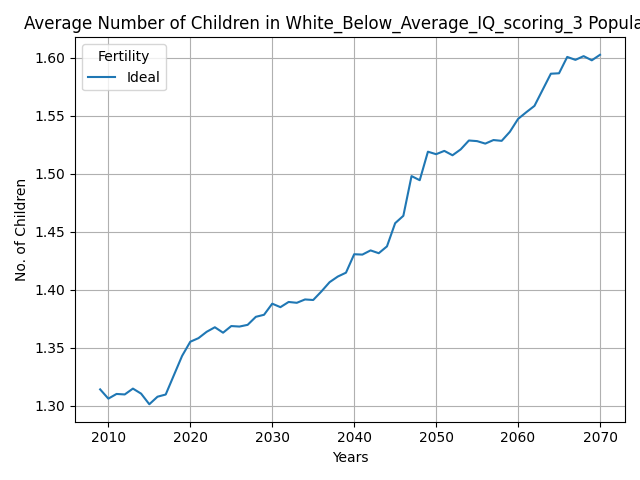 Average Number of Children in White_Below_Average_IQ_scoring_3 Popula
Fertility
Ideal
1.60
1.55
1.50
1.45
1.40
1.35
1.30
No. of Children
2010 2020 2030 2040 2050 2060 2070
Years